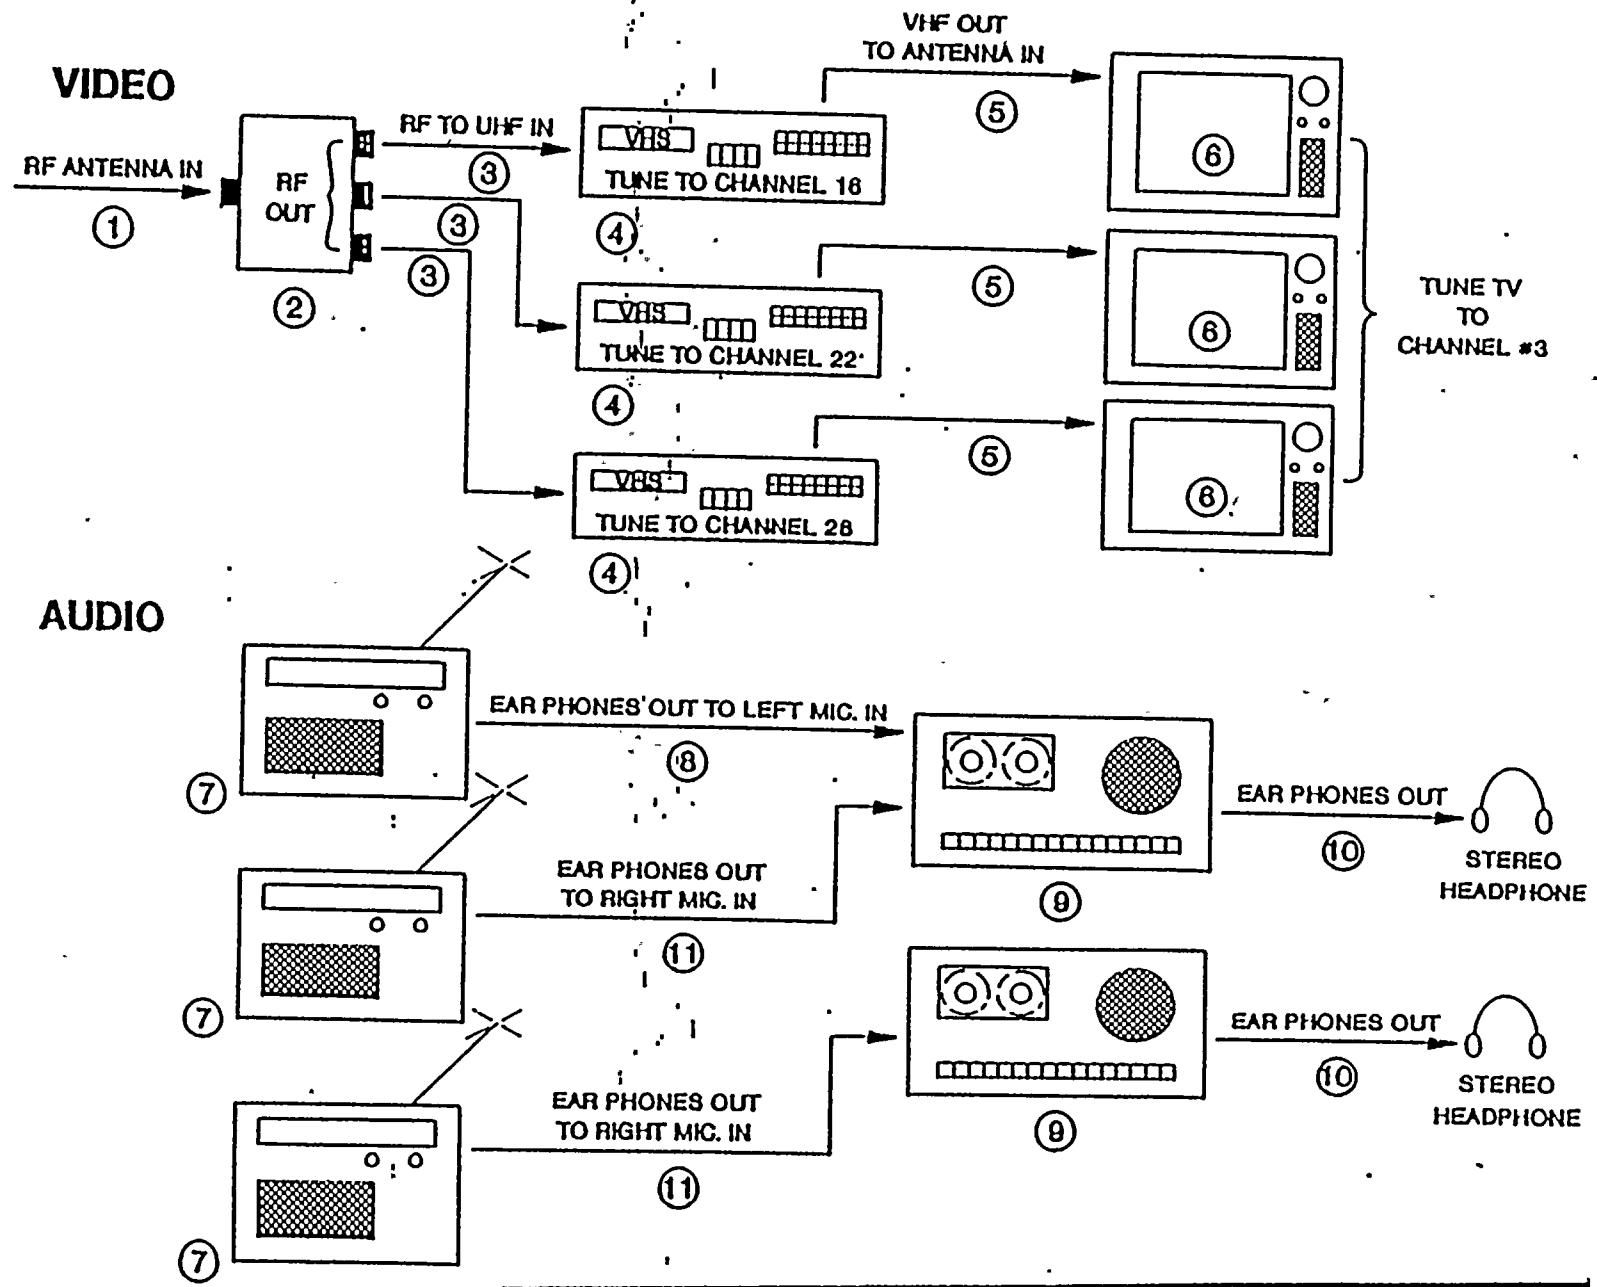 VIDEO
RF ANTENNA IN
1
RF
OUT
2
RF TO UHF IN
3
3
3
VHS
TUNE TO CHANNEL 16
4
VHS
TUNE TO CHANNEL 22
4
VHS
TUNE TO CHANNEL 28
4
VHF OUT
TO ANTENNA IN
5
5
5
6
6
6
TUNE TV
TO
CHANNEL #3
AUDIO
7
7
7
EAR PHONES OUT TO LEFT MIC. IN
8
EAR PHONES OUT
TO RIGHT MIC. IN
11
EAR PHONES OUT
TO RIGHT MIC. IN
11
9
9
EAR PHONES OUT
10
STEREO
HEADPHONE
EAR PHONES OUT
10
STEREO
HEADPHONE